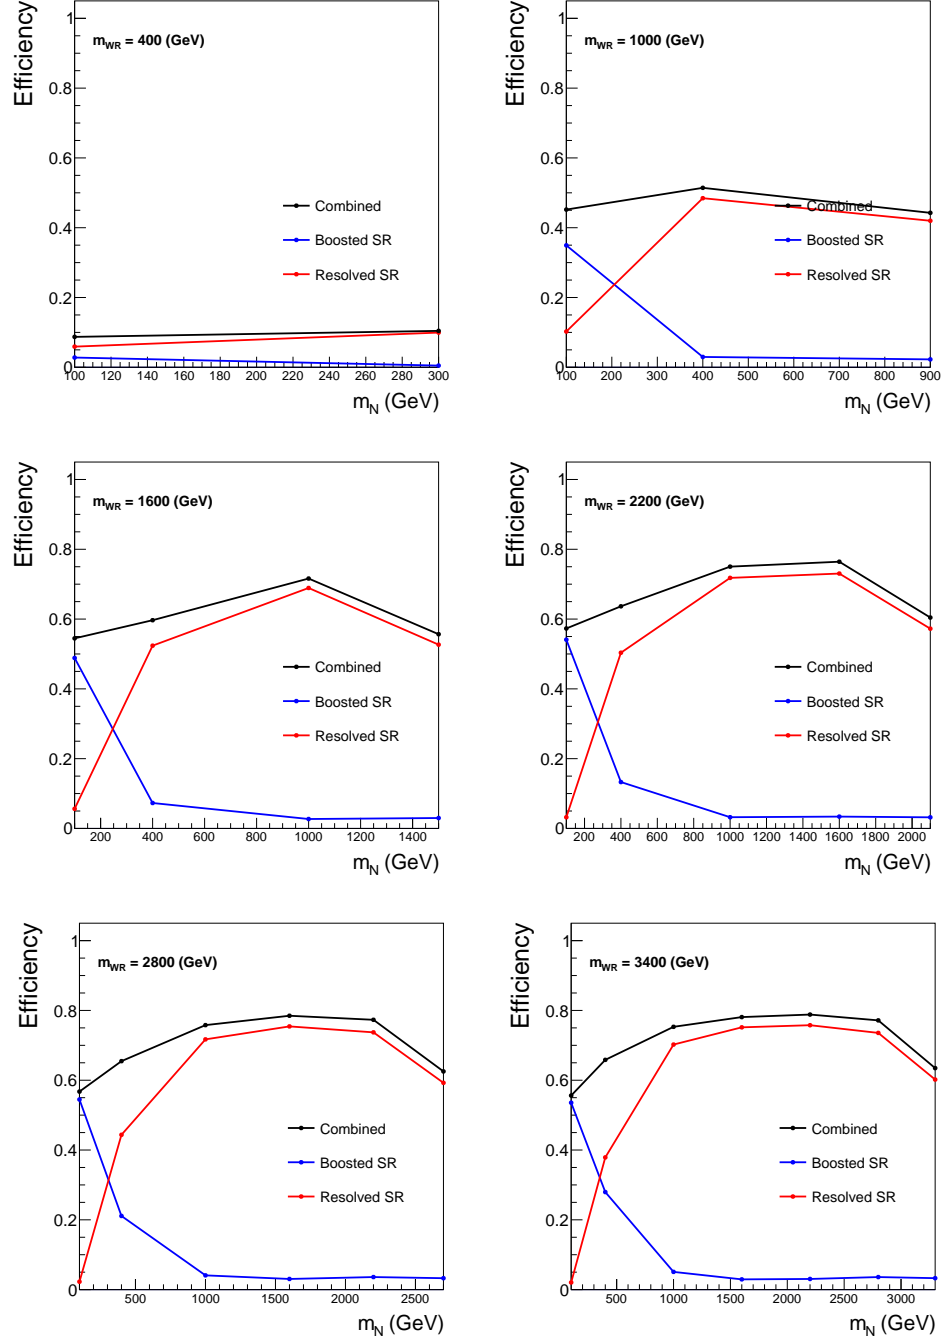 Efficiency
m_WR = 400 (GeV)
1
0.8
0.6
0.4
0.2
0
Combined
Boosted SR
Resolved SR
100 120 140 160 180 200 220 240 260 280 300
m_N (GeV)
Efficiency
m_WR = 1000 (GeV)
1
0.8
0.6
0.4
0.2
0
Combined
Boosted SR
Resolved SR
100 200 300 400 500 600 700 800 900
m_N (GeV)
Efficiency
m_WR = 1600 (GeV)
1
0.8
0.6
0.4
0.2
0
Combined
Boosted SR
Resolved SR
200 400 600 800 1000 1200 1400
m_N (GeV)
Efficiency
m_WR = 2200 (GeV)
1
0.8
0.6
0.4
0.2
0
Combined
Boosted SR
Resolved SR
200 400 600 800 1000 1200 1400 1600 1800 2000
m_N (GeV)
Efficiency
m_WR = 2800 (GeV)
1
0.8
0.6
0.4
0.2
0
Combined
Boosted SR
Resolved SR
500 1000 1500 2000 2500
m_N (GeV)
Efficiency
m_WR = 3400 (GeV)
1
0.8
0.6
0.4
0.2
0
Combined
Boosted SR
Resolved SR
500 1000 1500 2000 2500 3000
m_N (GeV)